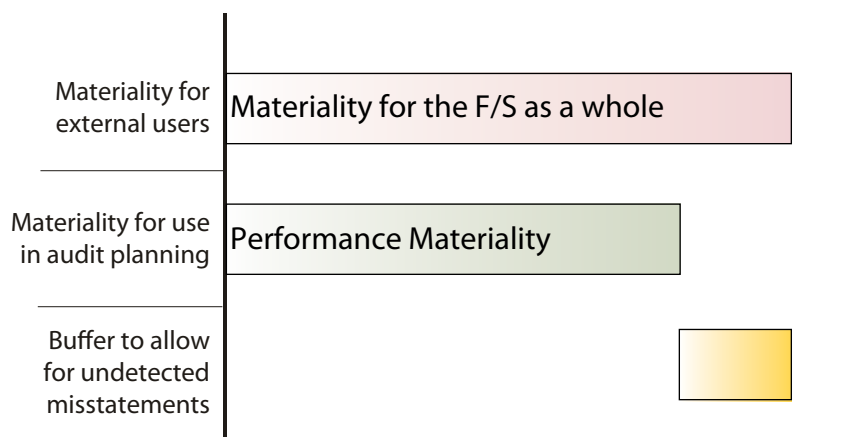 Materiality for
external users
Materiality for the F/S as a whole
Materiality for use
in audit planning
Performance Materiality
Buffer to allow
for undetected
misstatements